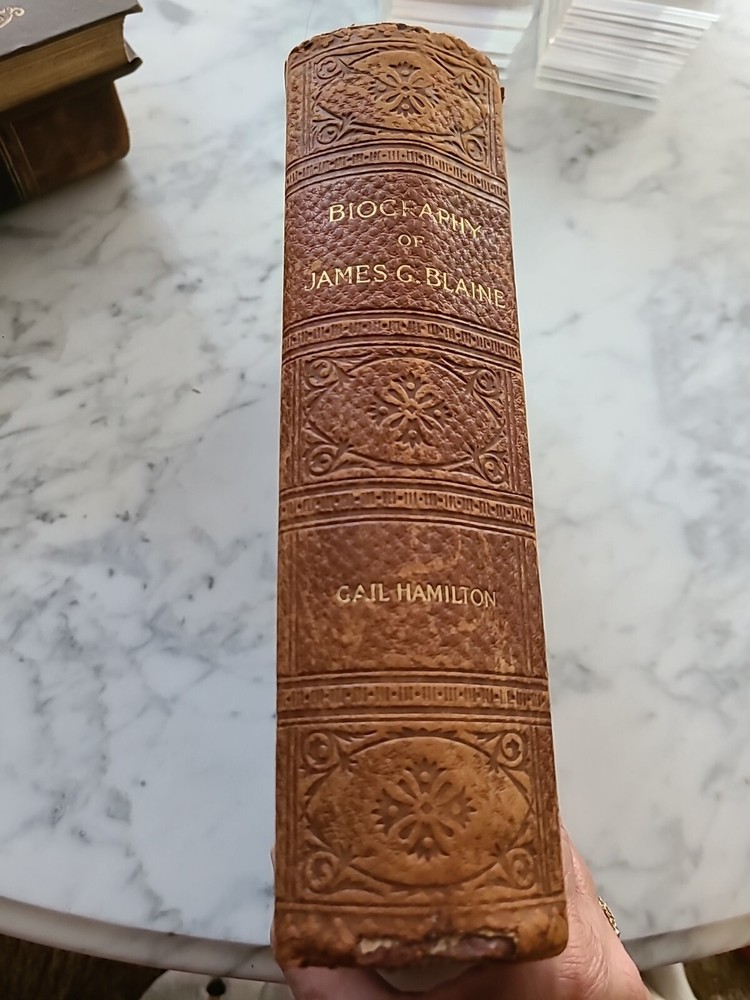 BIOGRAPHY
OF
JAMES G. BLAINE
GAIL HAMILTON